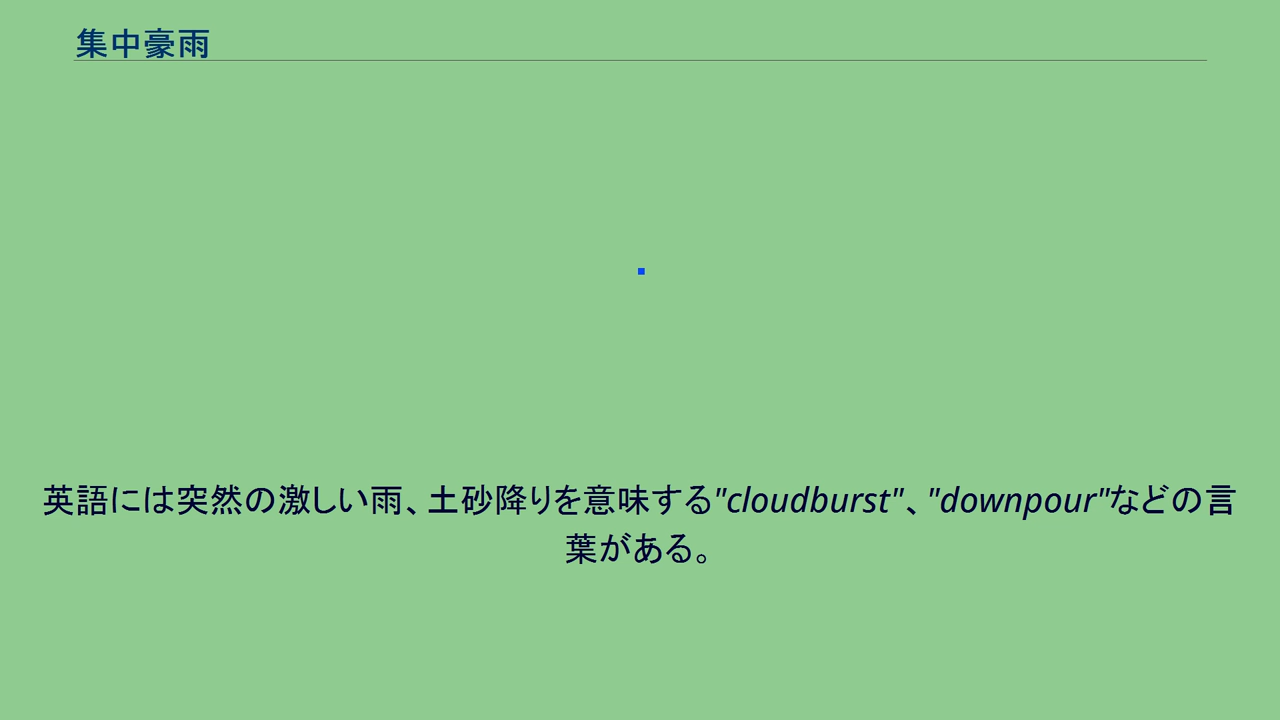 集中豪雨
英語には突然の激しい雨、土砂降りを意味する"cloudburst"、"downpour"などの言
葉がある。